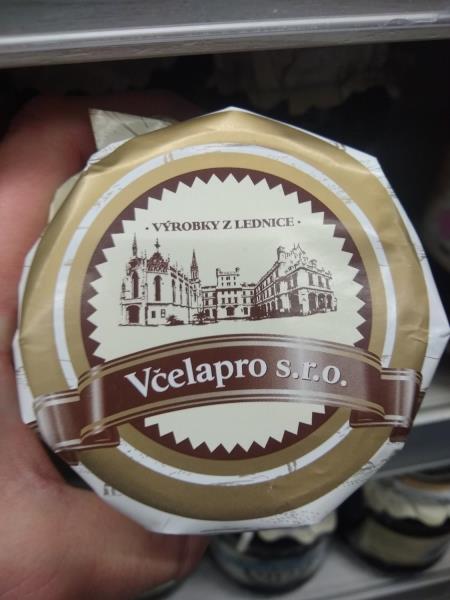 · VÝROBKY Z LEDNICE ·
Včelapro s.r.o.